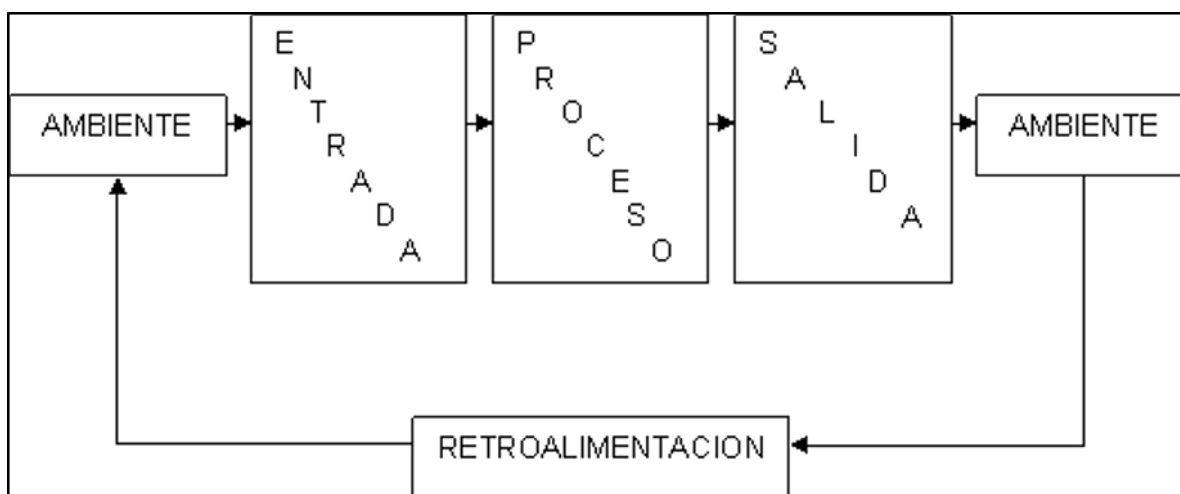 AMBIENTE
ENTRADA
PROCESO
SALIDA
AMBIENTE
RETROALIMENTACION